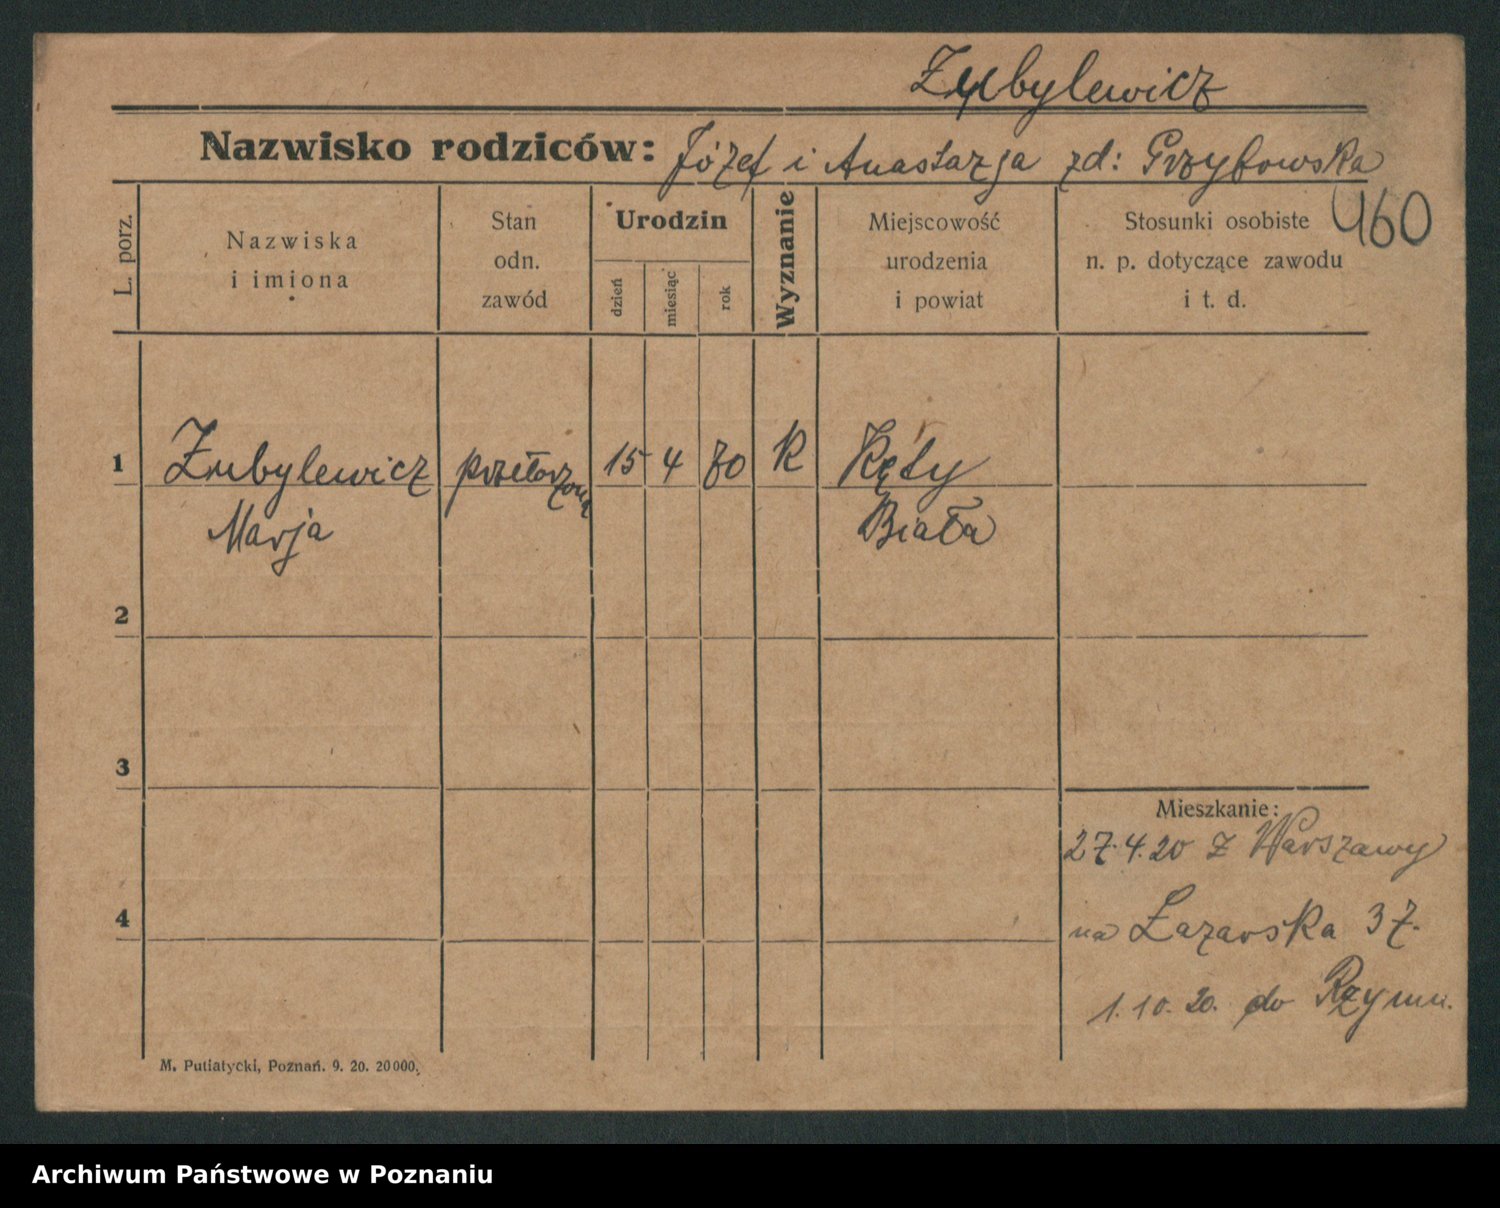 Zubylewicz
Nazwisko rodziców: Józef i Anastazja zd: Grzybowska
460
L. porz.
Nazwiska
i imiona
Stan
odn.
zawód
Urodzin
dzień
miesiąc
rok
Wyznanie
Miejscowość
urodzenia
i powiat
Stosunki osobiste
n. p. dotyczące zawodu
i t. d.
1 Zubylewicz przełożona 15 4 80 K Kęty
Marja Biała
2
3
Mieszkanie:
27.4.20 z Warszawy
4
na Łazarska 37.
1.10.20. do Rzymu.
M. Putiatycki, Poznań. 9. 20. 20000.
Archiwum Państwowe w Poznaniu